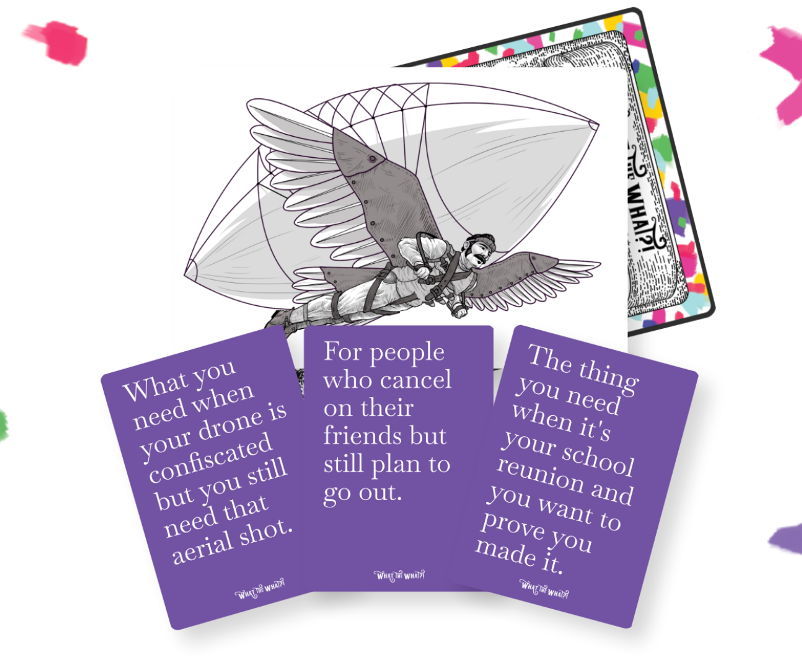 THE WHAT?!
What you
need when
your drone is
confiscated
but you still
need that
aerial shot.
WHAT THE WHAT?!
For people
who cancel
on their
friends but
still plan to
go out.
WHAT THE WHAT?!
The thing
you need
when it's
your school
reunion and
you want to
prove you
made it.
WHAT THE WHAT?!